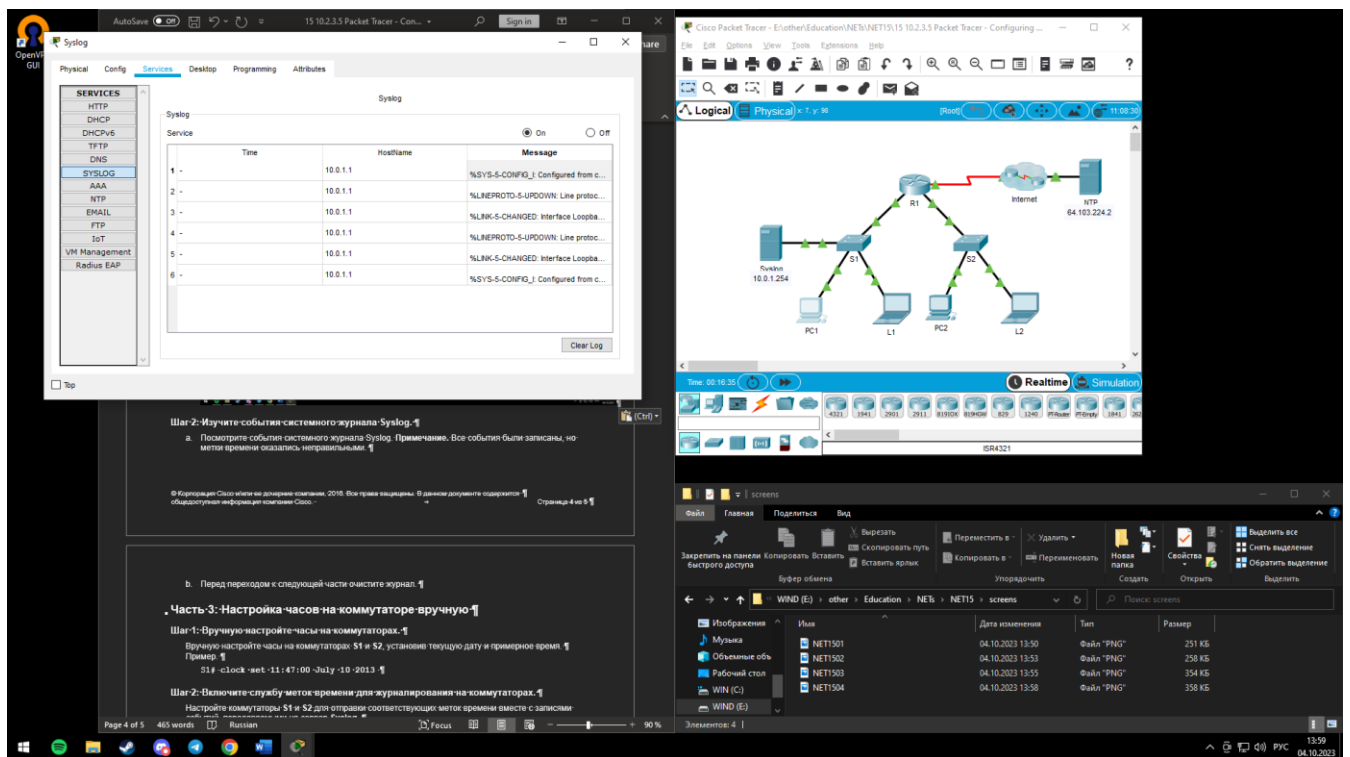 OpenVP
GUI
AutoSave Off
15 10.2.3.5 Packet Tracer - Con...
Sign in
hare
Syslog
Physical Config Services Desktop Programming Attributes
SERVICES
HTTP
DHCP
DHCPv6
TFTP
DNS
SYSLOG
AAA
NTP
EMAIL
FTP
IoT
VM Management
Radius EAP
Syslog
Syslog
Service On Off
Time HostName Message
1 - 10.0.1.1 %SYS-5-CONFIG_I: Configured from c...
2 - 10.0.1.1 %LINEPROTO-5-UPDOWN: Line protoc...
3 - 10.0.1.1 %LINK-5-CHANGED: Interface Loopba...
4 - 10.0.1.1 %LINEPROTO-5-UPDOWN: Line protoc...
5 - 10.0.1.1 %LINK-5-CHANGED: Interface Loopba...
6 - 10.0.1.1 %SYS-5-CONFIG_I: Configured from c...
Clear Log
Top
(Ctrl)
Шаг 2: Изучите события системного журнала Syslog. ¶
a. Посмотрите события системного журнала Syslog. Примечание. Все события были записаны, но
метки времени оказались неправильными. ¶
© Корпорация Cisco и/или ее дочерние компании, 2016. Все права защищены. В данном документе содержится ¶
общедоступная информация компании Cisco. Страница 4 из 5 ¶
b. Перед переходом к следующей части очистите журнал. ¶
Часть 3: Настройка часов на коммутаторе вручную ¶
Шаг 1: Вручную настройте часы на коммутаторах. ¶
Вручную настройте часы на коммутаторах S1 и S2, установив текущую дату и примерное время. ¶
Пример. ¶
S1# clock set 11:47:00 July 10 2013 ¶
Шаг 2: Включите службу меток времени для журналирования на коммутаторах. ¶
Настройте коммутаторы S1 и S2 для отправки соответствующих меток времени вместе с записями
Page 4 of 5 465 words Russian Focus 90 %
Cisco Packet Tracer - E:\other\Education\NETs\NET15\15 10.2.3.5 Packet Tracer - Configuring ...
File Edit Options View Tools Extensions Help
Logical Physical x: 7, y: 98 [Root] 11:08:30
R1
Internet
NTP
64.103.224.2
Syslog
10.0.1.254
S1
S2
PC1
L1
PC2
L2
Time: 00:16:35 Realtime Simulation
4321 1941 2901 2911 819IOX 819HGW 829 1240 PT-Router PT-Empty 1841
ISR4321
screens
Файл Главная Поделиться Вид
Закрепить на панели
быстрого доступа
Копировать Вставить
Вырезать
Скопировать путь
Вставить ярлык
Буфер обмена
Переместить в
Копировать в
Удалить
Переименовать
Упорядочить
Новая
папка
Создать
Свойства
Открыть
Выделить все
Снять выделение
Обратить выделение
Выделить
WIND (E:) › other › Education › NETs › NET15 › screens
Поиск: screens
Изображения
Музыка
Объемные объ
Рабочий стол
WIN (C:)
WIND (E:)
Имя Дата изменения Тип Размер
NET1501 04.10.2023 13:50 Файл "PNG" 251 КБ
NET1502 04.10.2023 13:53 Файл "PNG" 258 КБ
NET1503 04.10.2023 13:55 Файл "PNG" 354 КБ
NET1504 04.10.2023 13:58 Файл "PNG" 358 КБ
Элементов: 4
РУС
13:59
04.10.2023